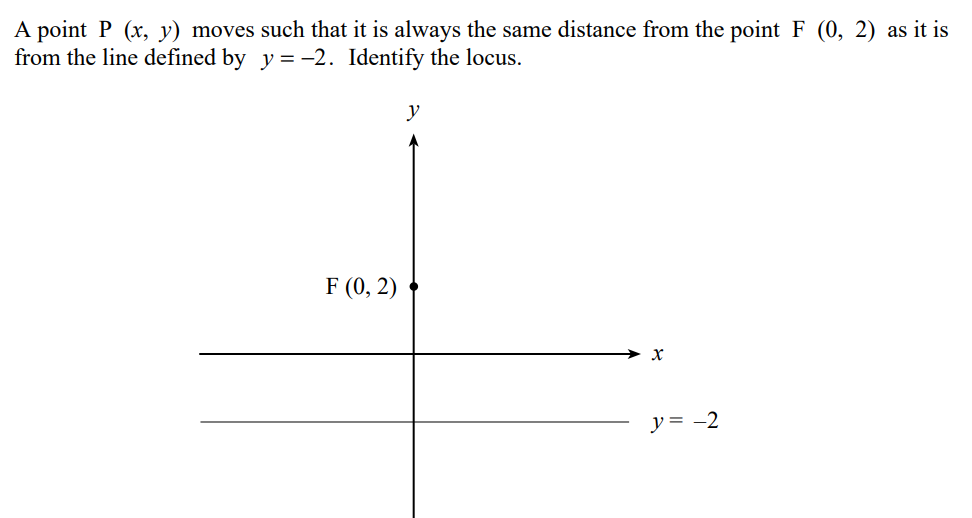 A point P (x, y) moves such that it is always the same distance from the point F (0, 2) as it is
from the line defined by y = −2. Identify the locus.
y
F (0, 2)
x
y = −2